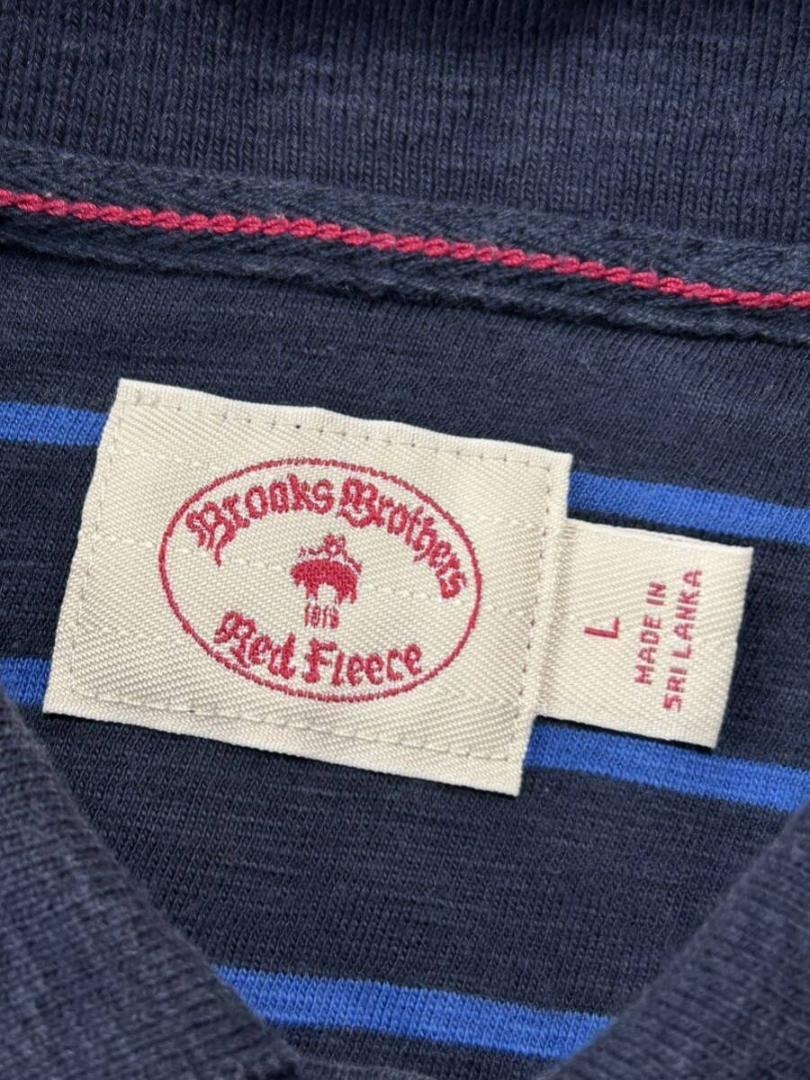 Brooks Brothers
1818
Red Fleece
L
MADE IN
SRI LANKA